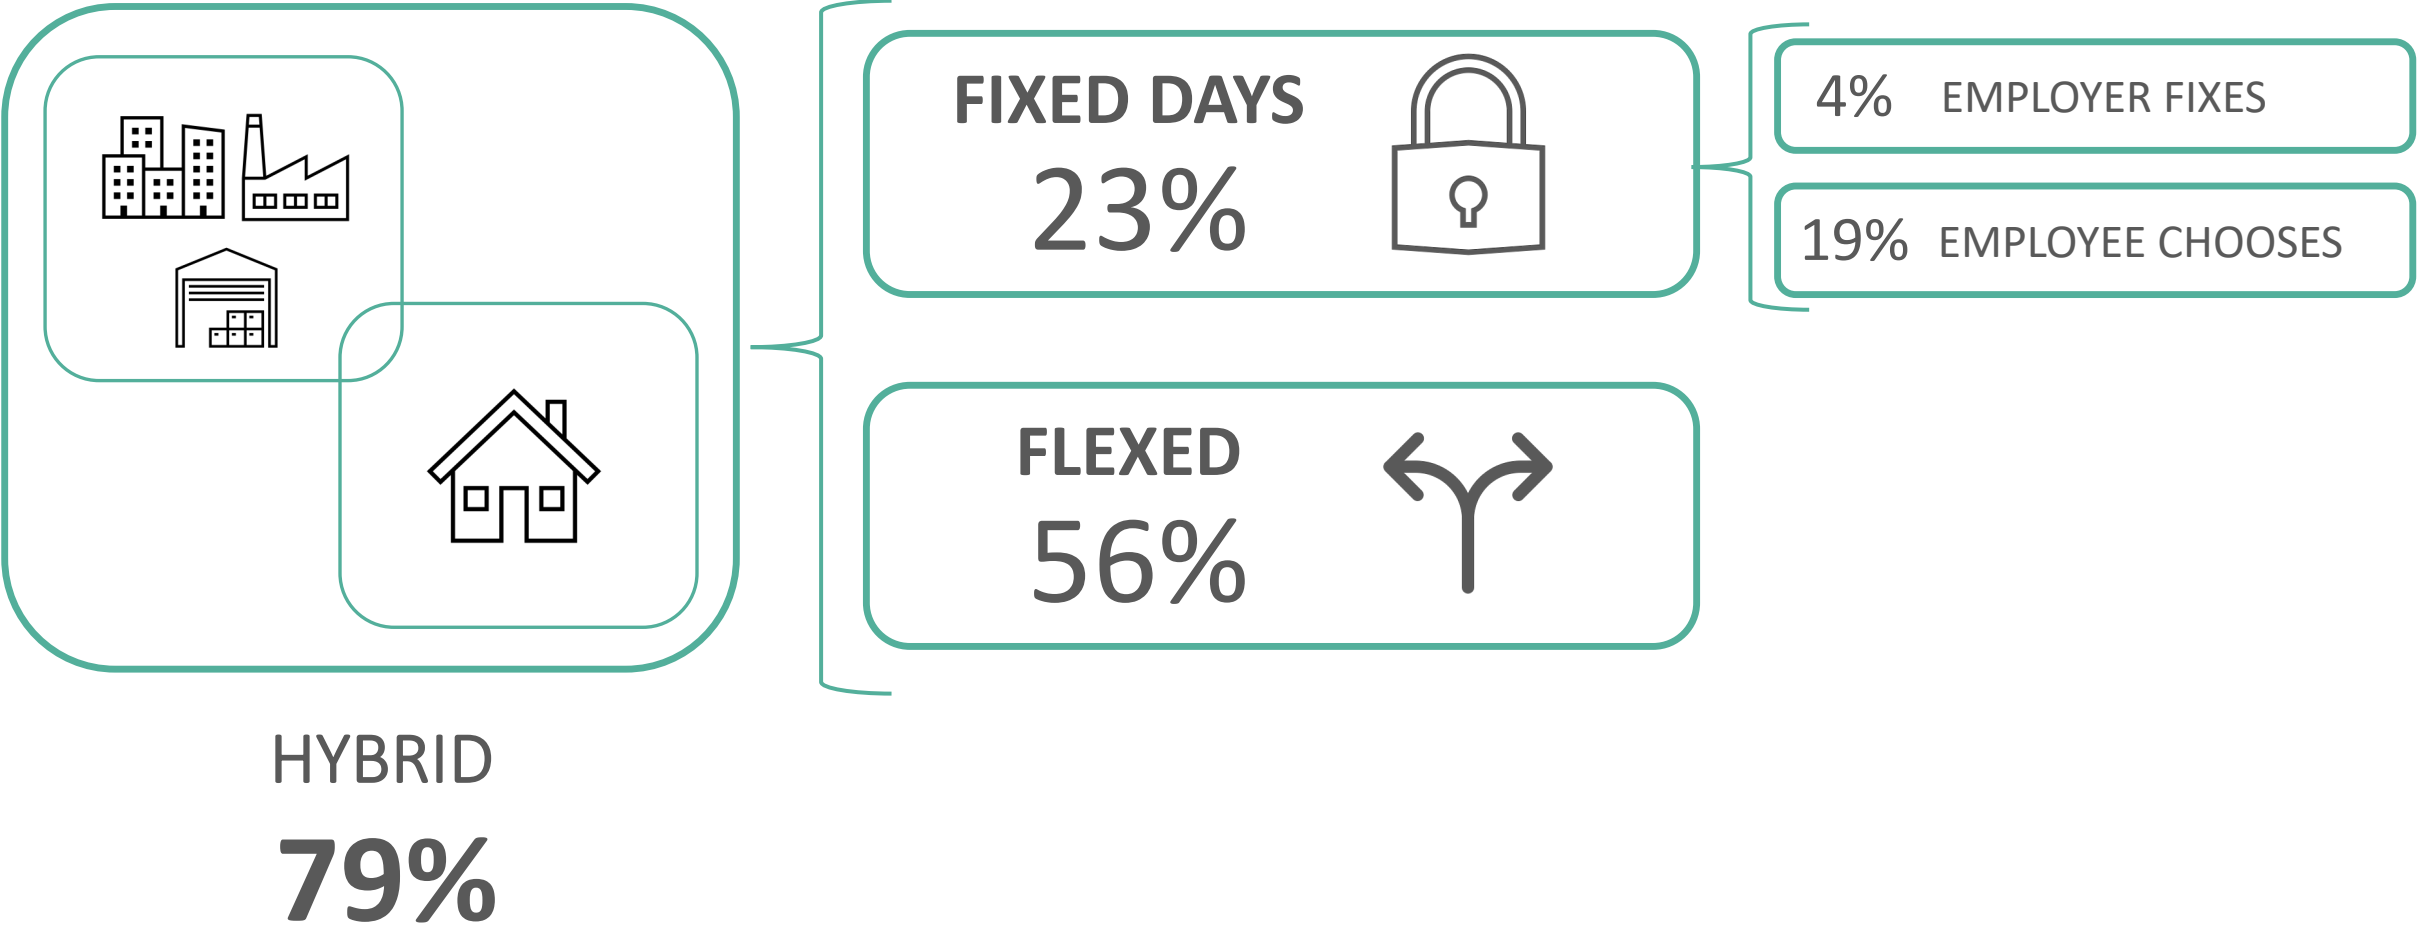 FIXED DAYS
23%
4% EMPLOYER FIXES
19% EMPLOYEE CHOOSES
FLEXED
56%
HYBRID
79%